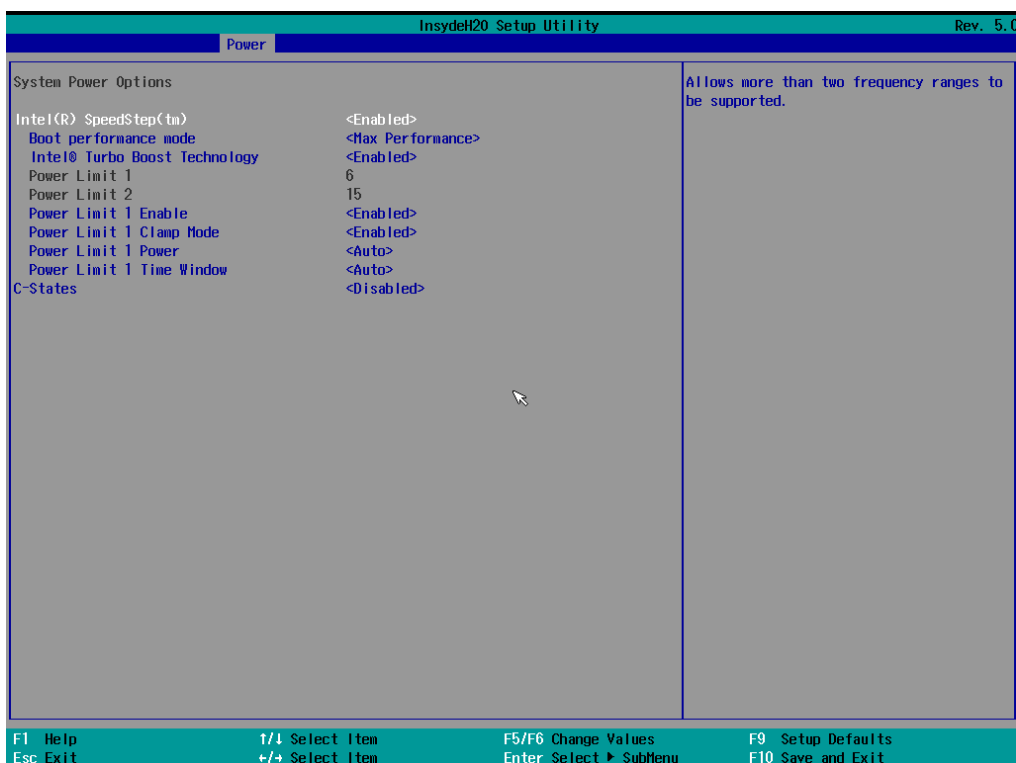 InsydeH20 Setup Utility Rev. 5.0
Power
System Power Options
Allows more than two frequency ranges to
be supported.
Intel(R) SpeedStep(tm) <Enabled>
Boot performance mode <Max Performance>
Intel® Turbo Boost Technology <Enabled>
Power Limit 1 6
Power Limit 2 15
Power Limit 1 Enable <Enabled>
Power Limit 1 Clamp Mode <Enabled>
Power Limit 1 Power <Auto>
Power Limit 1 Time Window <Auto>
C-States <Disabled>
F1 Help ↑/↓ Select Item F5/F6 Change Values F9 Setup Defaults
Esc Exit ←/→ Select Item Enter Select ▶ SubMenu F10 Save and Exit